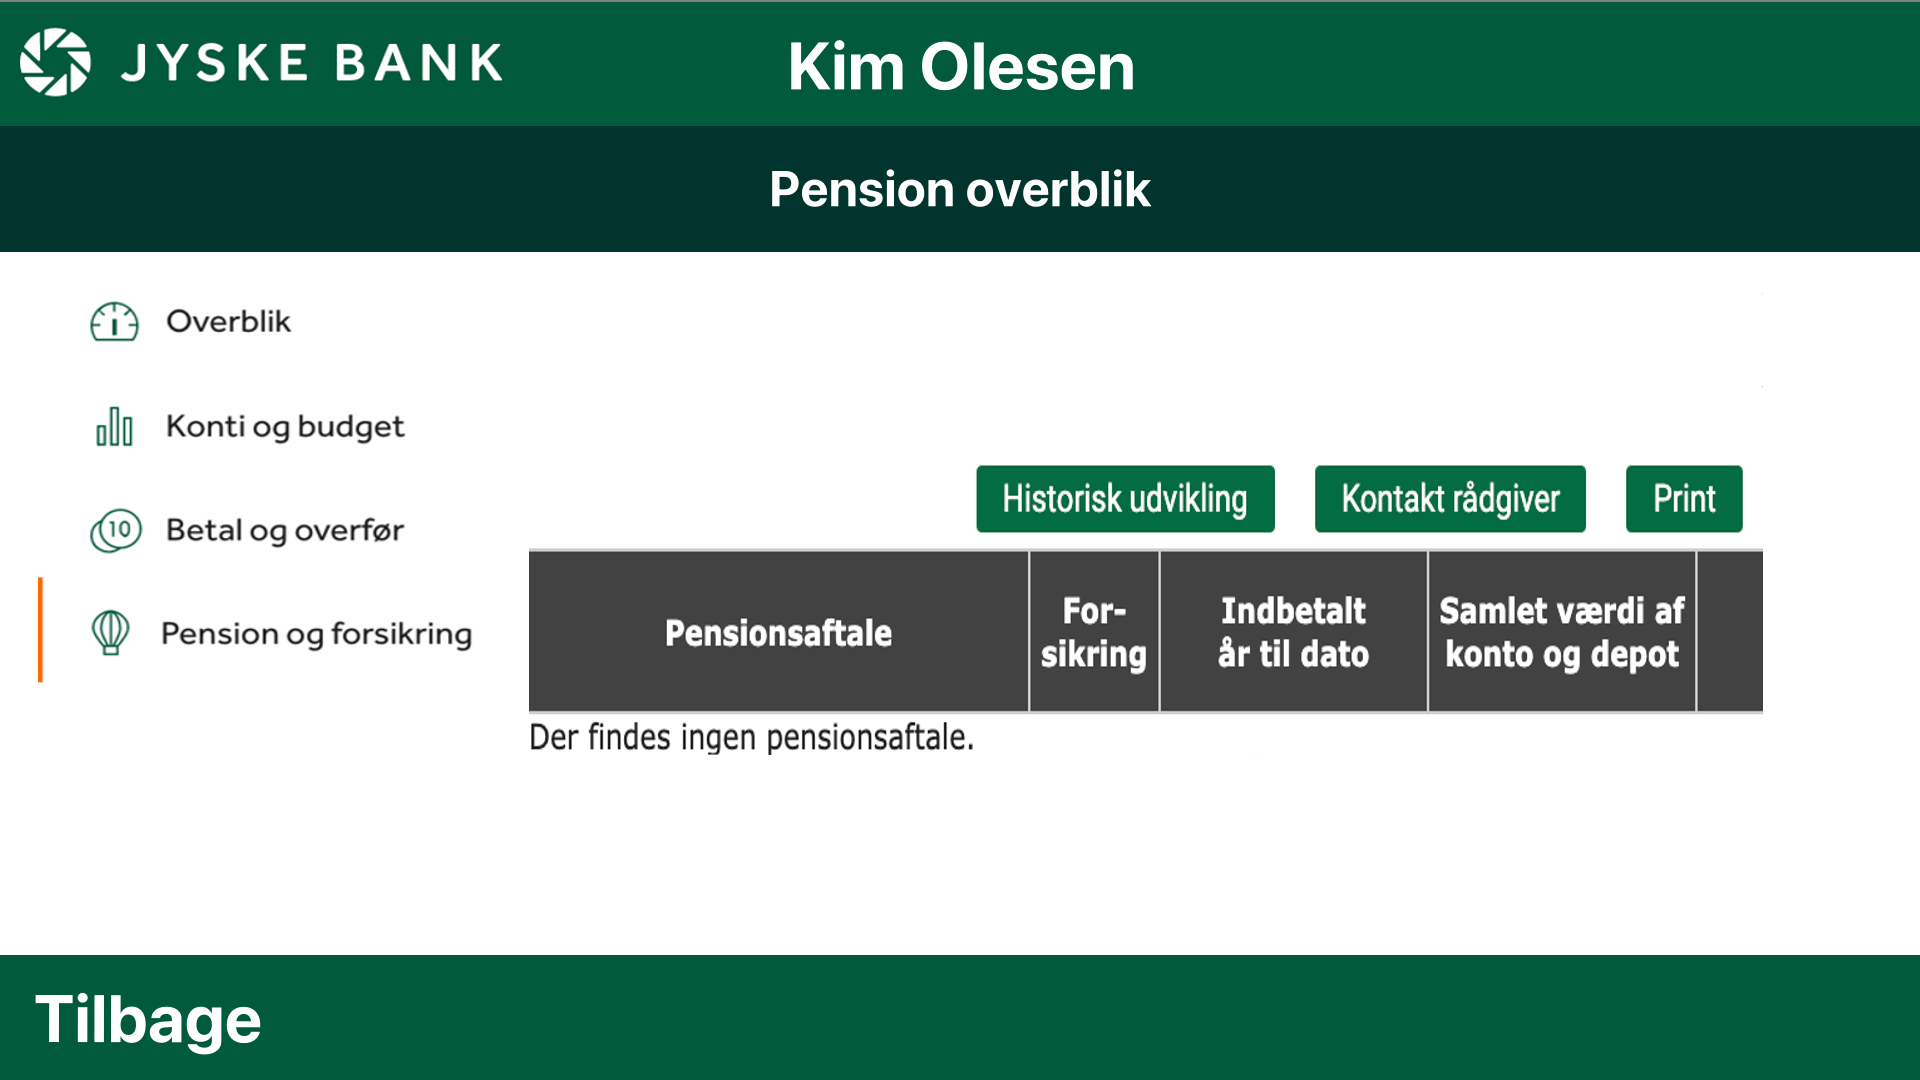 JYSKE BANK
Kim Olesen
Pension overblik
Overblik
Konti og budget
10
Betal og overfør
Pension og forsikring
Historisk udvikling
Kontakt rådgiver
Print
Pensionsaftale
For-
sikring
Indbetalt
år til dato
Samlet værdi af
konto og depot
Der findes ingen pensionsaftale.
Tilbage